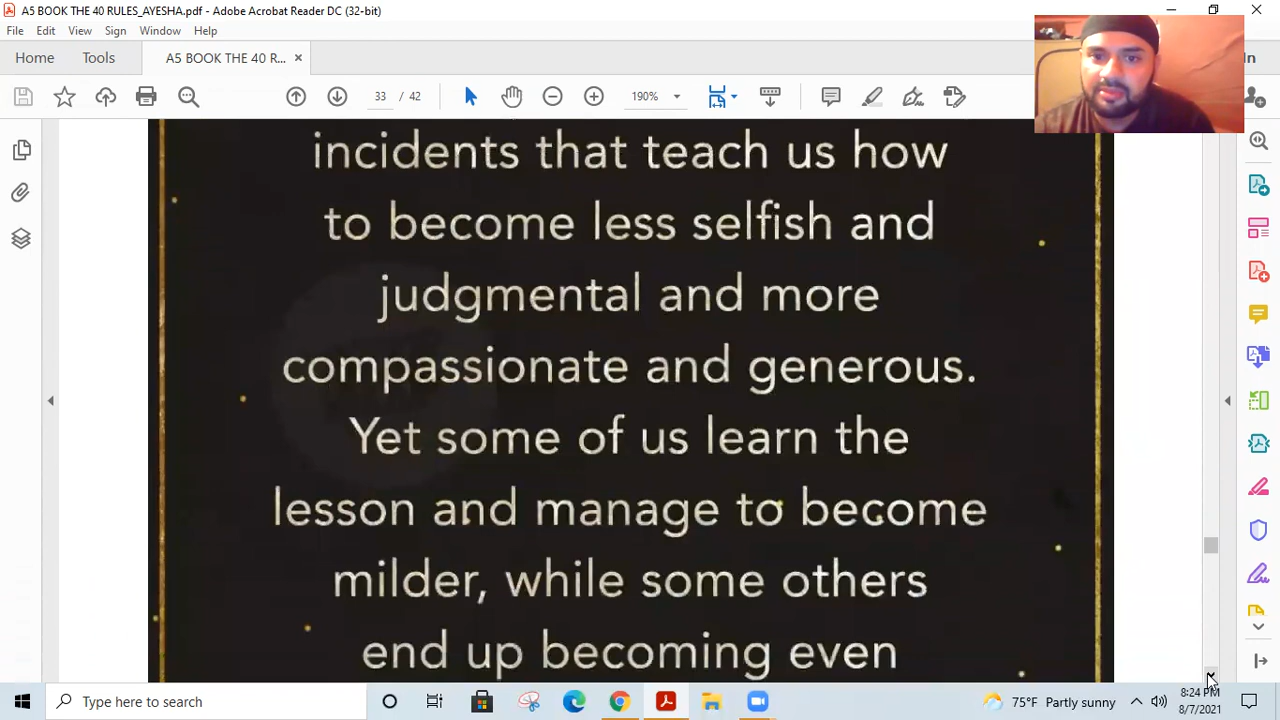 A5 BOOK THE 40 RULES_AYESHA.pdf - Adobe Acrobat Reader DC (32-bit)
File Edit View Sign Window Help
Home Tools A5 BOOK THE 40 R... In
33 / 42 190%
incidents that teach us how
to become less selfish and
judgmental and more
compassionate and generous.
Yet some of us learn the
lesson and manage to become
milder, while some others
end up becoming even
Type here to search
75°F Partly sunny
8:24 PM
8/7/2021